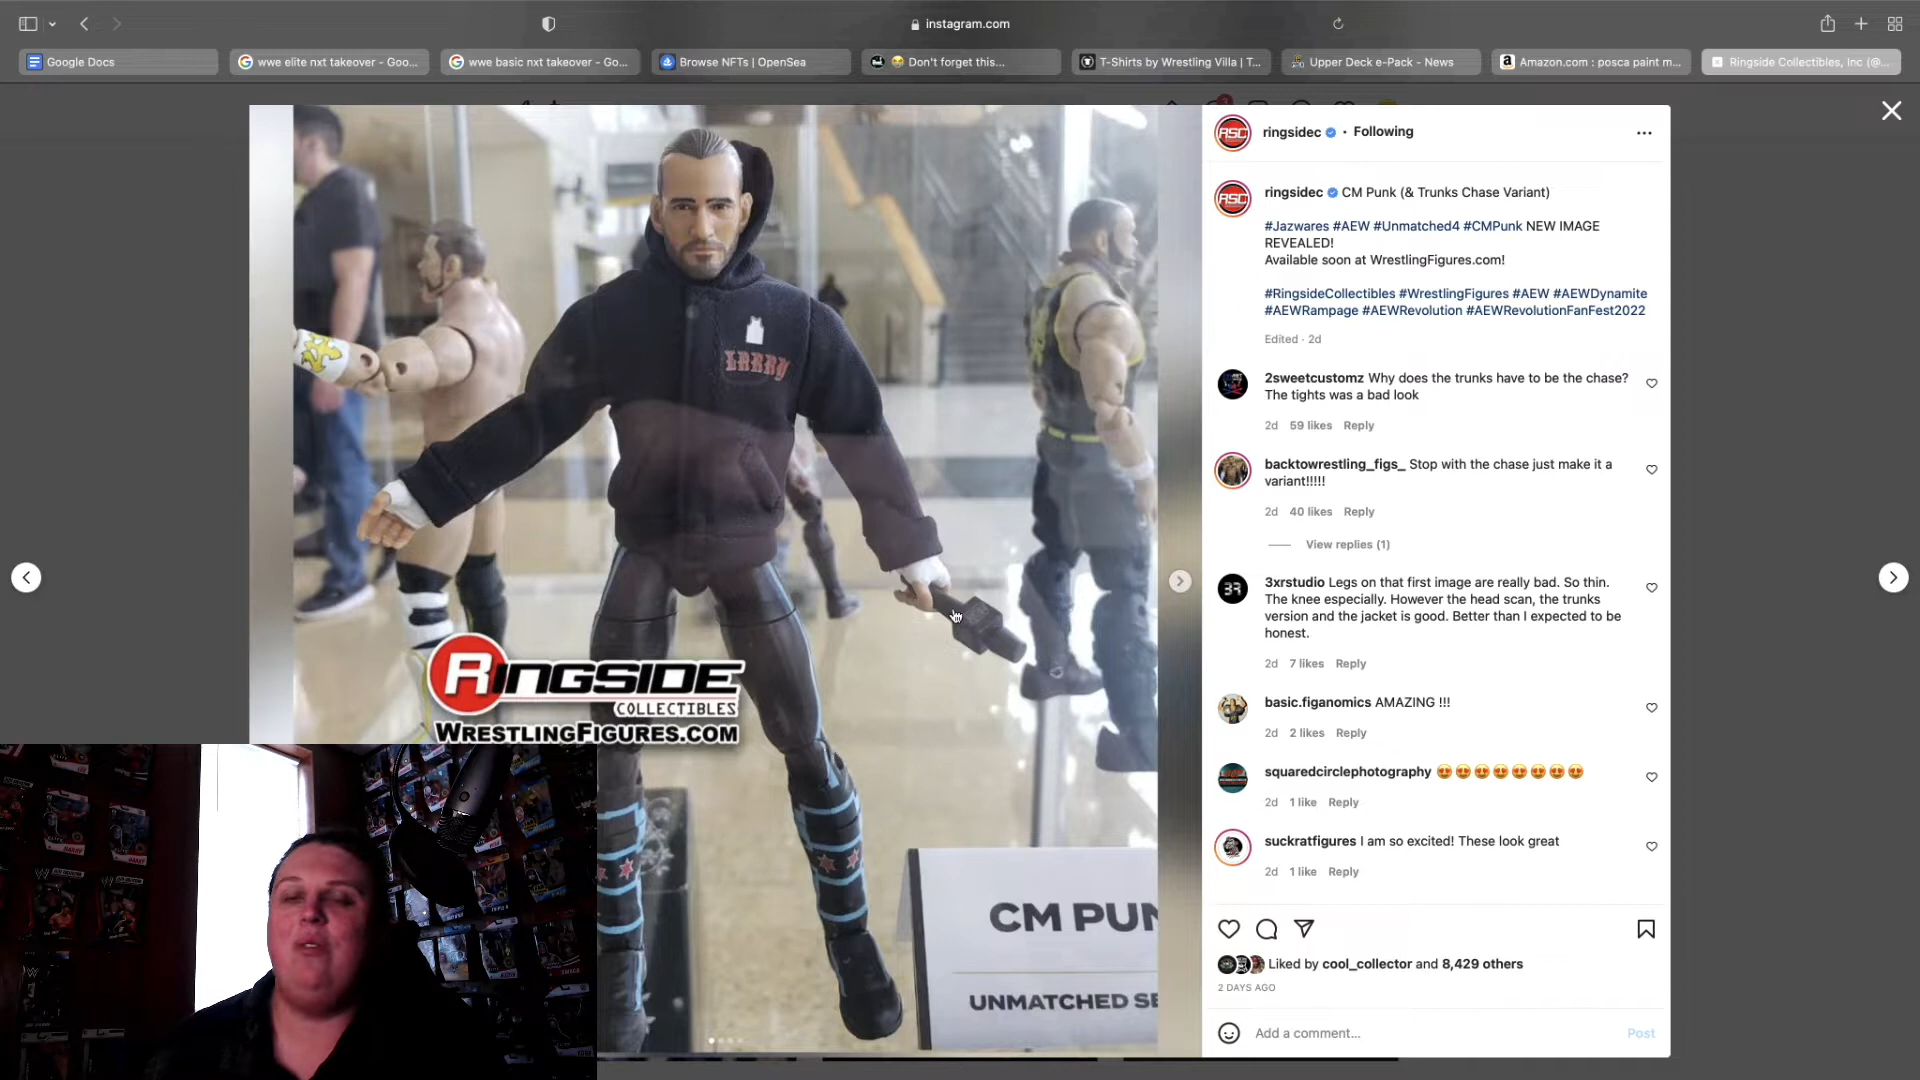 instagram.com
Google Docs
wwe elite nxt takeover - Goo...
wwe basic nxt takeover - Go...
Browse NFTs | OpenSea
😂 Don't forget this...
T-Shirts by Wrestling Villa | T...
Upper Deck e-Pack - News
Amazon.com : posca paint m...
Ringside Collectibles, Inc (@...
ringsidec • Following
ringsidec CM Punk (& Trunks Chase Variant)
#Jazwares #AEW #Unmatched4 #CMPunk NEW IMAGE
REVEALED!
Available soon at WrestlingFigures.com!
#RingsideCollectibles #WrestlingFigures #AEW #AEWDynamite
#AEWRampage #AEWRevolution #AEWRevolutionFanFest2022
Edited · 2d
2sweetcustomz Why does the trunks have to be the chase?
The tights was a bad look
2d 59 likes Reply
backtowrestling_figs_ Stop with the chase just make it a
variant!!!!!
2d 40 likes Reply
View replies (1)
3xrstudio Legs on that first image are really bad. So thin.
The knee especially. However the head scan, the trunks
version and the jacket is good. Better than I expected to be
honest.
2d 7 likes Reply
basic.figanomics AMAZING !!!
2d 2 likes Reply
squaredcirclephotography 😍😍😍😍😍😍😍😍
2d 1 like Reply
suckratfigures I am so excited! These look great
2d 1 like Reply
Liked by cool_collector and 8,429 others
2 DAYS AGO
Add a comment...
Post
LARRY
RINGSIDE
COLLECTIBLES
WRESTLINGFIGURES.COM
CM PUN
UNMATCHED SE
RSC
RSC